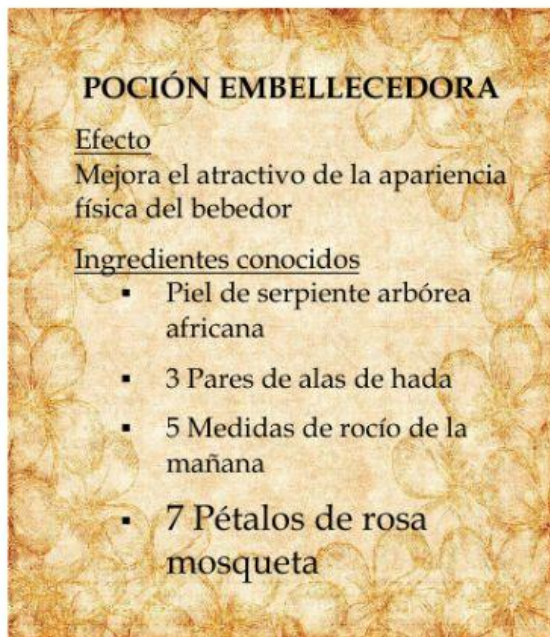 POCIÓN EMBELLECEDORA
Efecto
Mejora el atractivo de la apariencia
física del bebedor
Ingredientes conocidos
▪ Piel de serpiente arbórea
africana
▪ 3 Pares de alas de hada
▪ 5 Medidas de rocío de la
mañana
▪ 7 Pétalos de rosa
mosqueta